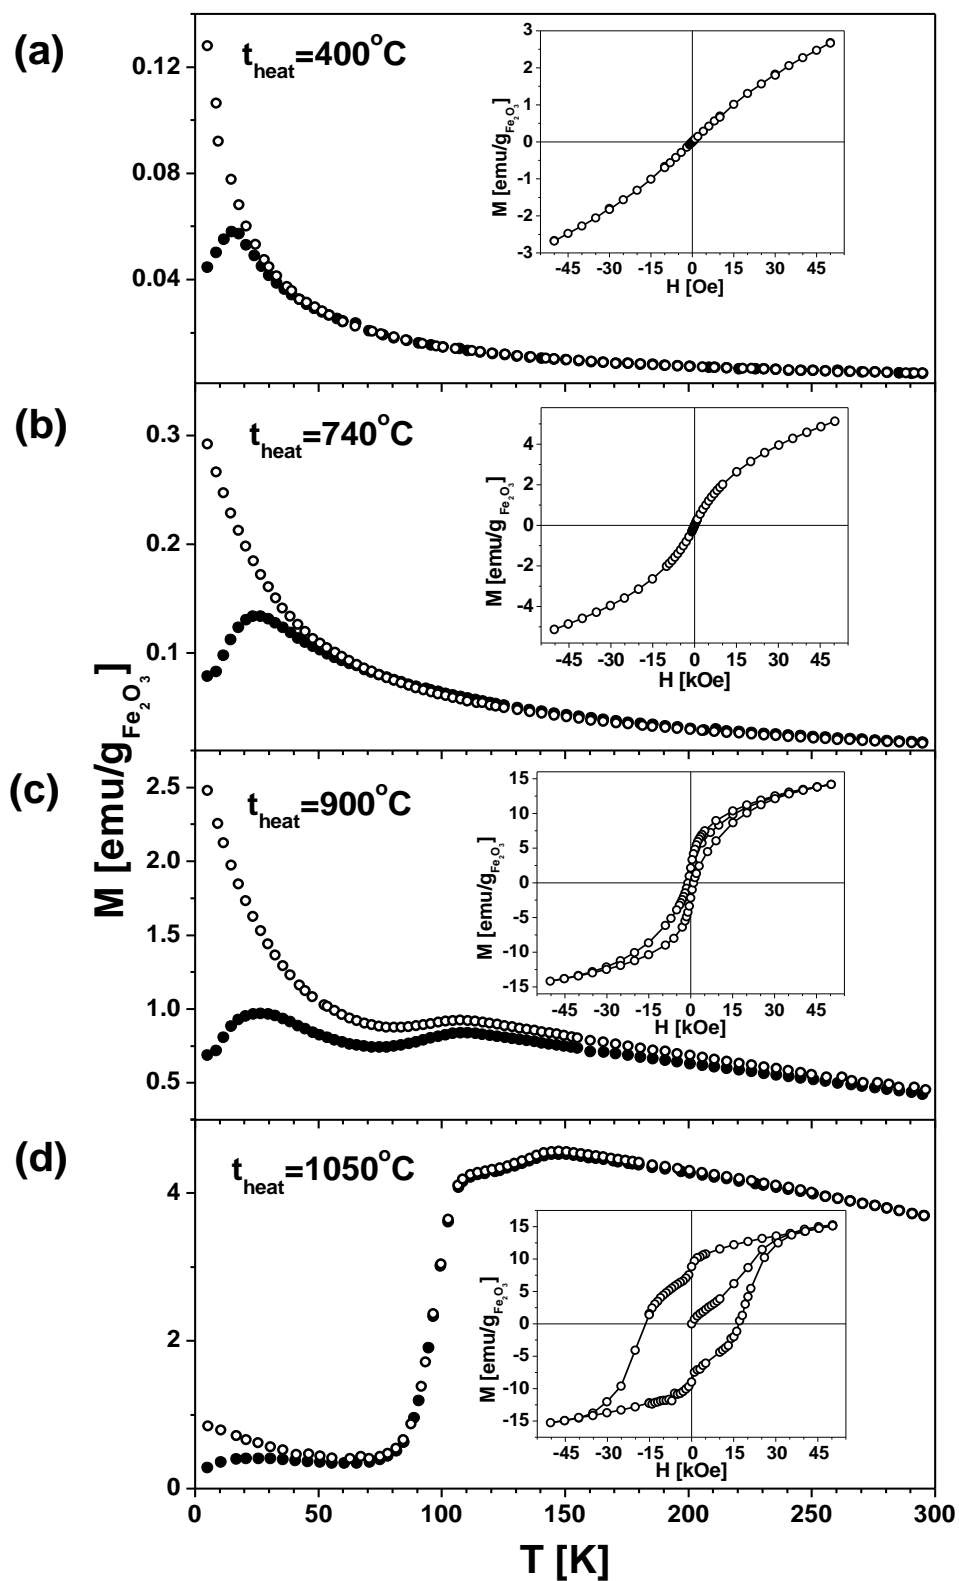 (a)
t_heat=400°C
0.12
0.08
0.04
M [emu/g_Fe₂O₃]
3
2
1
0
-1
-2
-3
-45 -30 -15 0 15 30 45
H [Oe]
(b)
t_heat=740°C
0.3
0.2
0.1
M [emu/g_Fe₂O₃]
4
2
0
-2
-4
-45 -30 -15 0 15 30 45
H [kOe]
M [emu/g_Fe₂O₃]
(c)
t_heat=900°C
2.5
2.0
1.5
1.0
0.5
M [emu/g_Fe₂O₃]
15
10
5
0
-5
-10
-15
-45 -30 -15 0 15 30 45
H [kOe]
(d)
t_heat=1050°C
4
2
0
M [emu/g_Fe₂O₃]
15
10
5
0
-5
-10
-15
-45 -30 -15 0 15 30 45
H [kOe]
0 50 100 150 200 250 300
T [K]